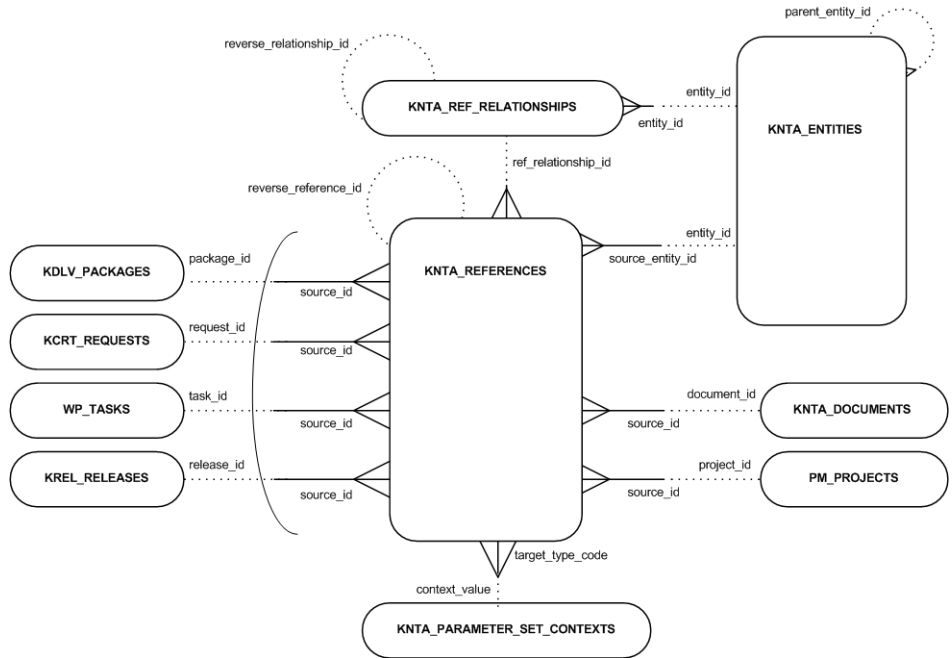 parent_entity_id
reverse_relationship_id
KNTA_REF_RELATIONSHIPS
entity_id
entity_id
KNTA_ENTITIES
ref_relationship_id
reverse_reference_id
entity_id
source_entity_id
KNTA_REFERENCES
KDLV_PACKAGES
package_id
source_id
KCRT_REQUESTS
request_id
source_id
WP_TASKS
task_id
source_id
document_id
source_id
KNTA_DOCUMENTS
KREL_RELEASES
release_id
source_id
project_id
source_id
PM_PROJECTS
target_type_code
context_value
KNTA_PARAMETER_SET_CONTEXTS